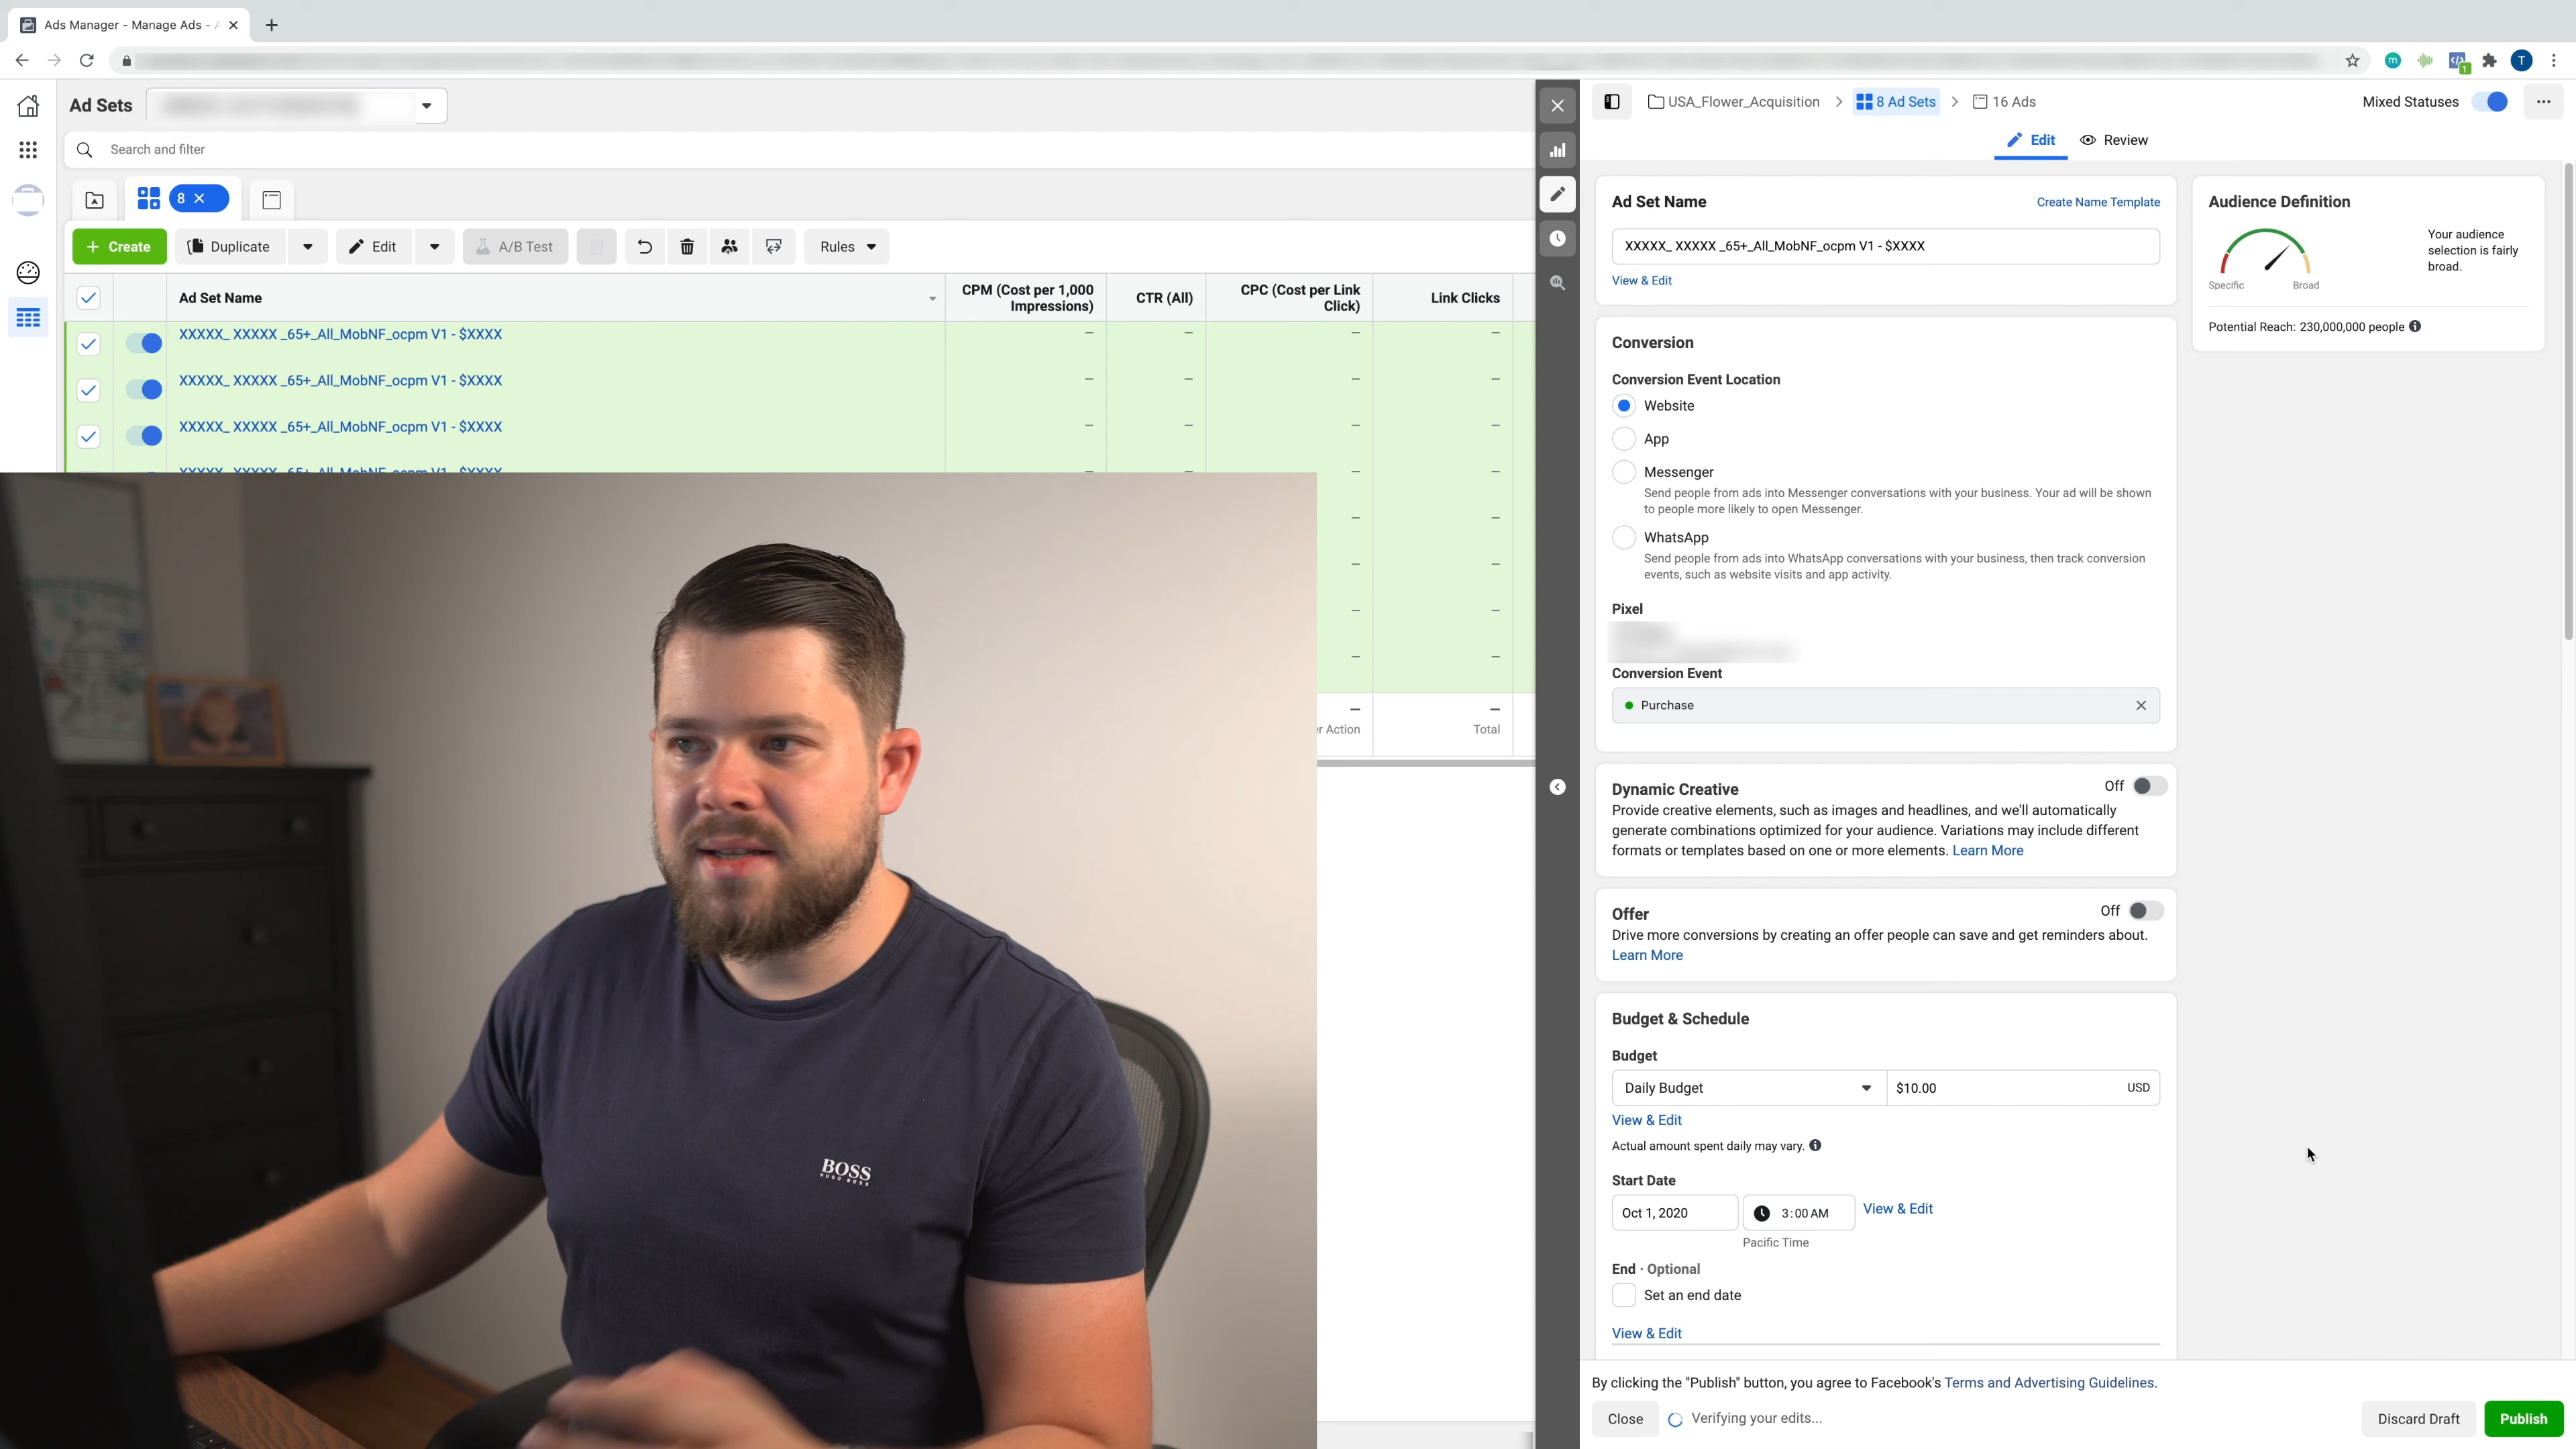 Ads Manager - Manage Ads -
T
1
Ad Sets
Search and filter
8
Create
Duplicate
Edit
A/B Test
Rules
Ad Set Name
CPM (Cost per 1,000 Impressions)
CTR (All)
CPC (Cost per Link Click)
Link Clicks
XXXXX_ XXXXX _65+_All_MobNF_ocpm V1 - $XXXX
XXXXX_ XXXXX _65+_All_MobNF_ocpm V1 - $XXXX
XXXXX_ XXXXX _65+_All_MobNF_ocpm V1 - $XXXX
XXXXX_ XXXXX _65+_All_MobNF_ocpm V1 - $XXXX
Action
Total
BOSS
HUGO BOSS
USA_Flower_Acquisition
8 Ad Sets
16 Ads
Mixed Statuses
Edit
Review
Ad Set Name
Create Name Template
XXXXX_ XXXXX _65+_All_MobNF_ocpm V1 - $XXXX
View & Edit
Conversion
Conversion Event Location
Website
App
Messenger
Send people from ads into Messenger conversations with your business. Your ad will be shown
to people more likely to open Messenger.
WhatsApp
Send people from ads into WhatsApp conversations with your business, then track conversion
events, such as website visits and app activity.
Pixel
Conversion Event
Purchase
Dynamic Creative
Off
Provide creative elements, such as images and headlines, and we'll automatically
generate combinations optimized for your audience. Variations may include different
formats or templates based on one or more elements. Learn More
Offer
Off
Drive more conversions by creating an offer people can save and get reminders about.
Learn More
Budget & Schedule
Budget
Daily Budget
$10.00
USD
View & Edit
Actual amount spent daily may vary.
Start Date
Oct 1, 2020
3:00 AM
View & Edit
Pacific Time
End · Optional
Set an end date
View & Edit
Audience Definition
Your audience
selection is fairly
broad.
Specific
Broad
Potential Reach: 230,000,000 people
By clicking the "Publish" button, you agree to Facebook's Terms and Advertising Guidelines.
Close
Verifying your edits...
Discard Draft
Publish